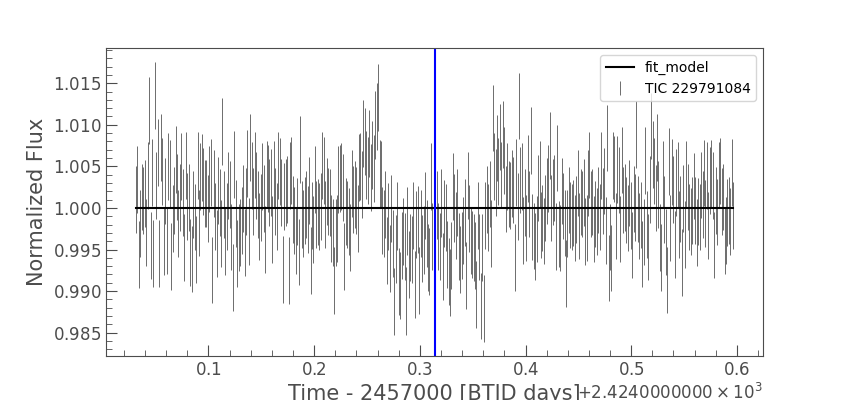 Normalized Flux
1.015
1.010
1.005
1.000
0.995
0.990
0.985
fit_model
TIC 229791084
0.1 0.2 0.3 0.4 0.5 0.6
Time - 2457000 [BTJD days]
+2.4240000000 × 10³